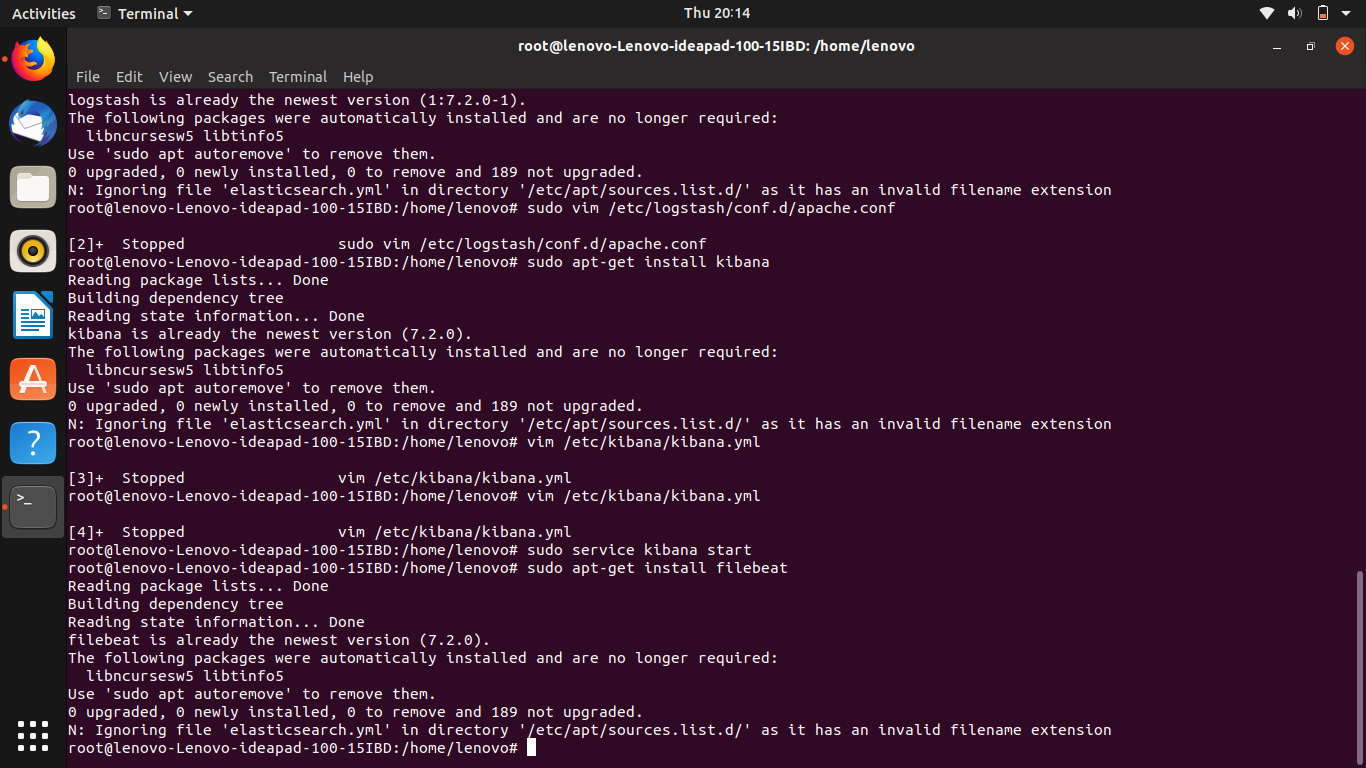 Activities Terminal Thu 20:14
root@lenovo-Lenovo-ideapad-100-15IBD: /home/lenovo
File Edit View Search Terminal Help
logstash is already the newest version (1:7.2.0-1).
The following packages were automatically installed and are no longer required:
  libncursesw5 libtinfo5
Use 'sudo apt autoremove' to remove them.
0 upgraded, 0 newly installed, 0 to remove and 189 not upgraded.
N: Ignoring file 'elasticsearch.yml' in directory '/etc/apt/sources.list.d/' as it has an invalid filename extension
root@lenovo-Lenovo-ideapad-100-15IBD:/home/lenovo# sudo vim /etc/logstash/conf.d/apache.conf

[2]+  Stopped                 sudo vim /etc/logstash/conf.d/apache.conf
root@lenovo-Lenovo-ideapad-100-15IBD:/home/lenovo# sudo apt-get install kibana
Reading package lists... Done
Building dependency tree
Reading state information... Done
kibana is already the newest version (7.2.0).
The following packages were automatically installed and are no longer required:
  libncursesw5 libtinfo5
Use 'sudo apt autoremove' to remove them.
0 upgraded, 0 newly installed, 0 to remove and 189 not upgraded.
N: Ignoring file 'elasticsearch.yml' in directory '/etc/apt/sources.list.d/' as it has an invalid filename extension
root@lenovo-Lenovo-ideapad-100-15IBD:/home/lenovo# vim /etc/kibana/kibana.yml

[3]+  Stopped                 vim /etc/kibana/kibana.yml
root@lenovo-Lenovo-ideapad-100-15IBD:/home/lenovo# vim /etc/kibana/kibana.yml

[4]+  Stopped                 vim /etc/kibana/kibana.yml
root@lenovo-Lenovo-ideapad-100-15IBD:/home/lenovo# sudo service kibana start
root@lenovo-Lenovo-ideapad-100-15IBD:/home/lenovo# sudo apt-get install filebeat
Reading package lists... Done
Building dependency tree
Reading state information... Done
filebeat is already the newest version (7.2.0).
The following packages were automatically installed and are no longer required:
  libncursesw5 libtinfo5
Use 'sudo apt autoremove' to remove them.
0 upgraded, 0 newly installed, 0 to remove and 189 not upgraded.
N: Ignoring file 'elasticsearch.yml' in directory '/etc/apt/sources.list.d/' as it has an invalid filename extension
root@lenovo-Lenovo-ideapad-100-15IBD:/home/lenovo#